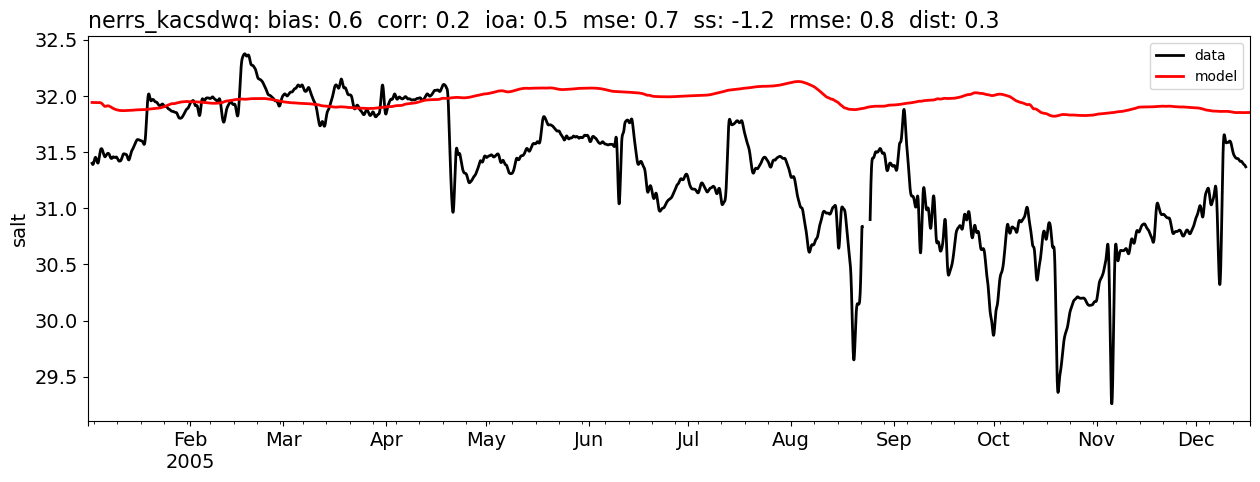 nerrs_kacsdwq: bias: 0.6  corr: 0.2  ioa: 0.5  mse: 0.7  ss: -1.2  rmse: 0.8  dist: 0.3
32.5
32.0
31.5
31.0
30.5
30.0
29.5
salt
data
model
Feb Mar Apr May Jun Jul Aug Sep Oct Nov Dec
2005